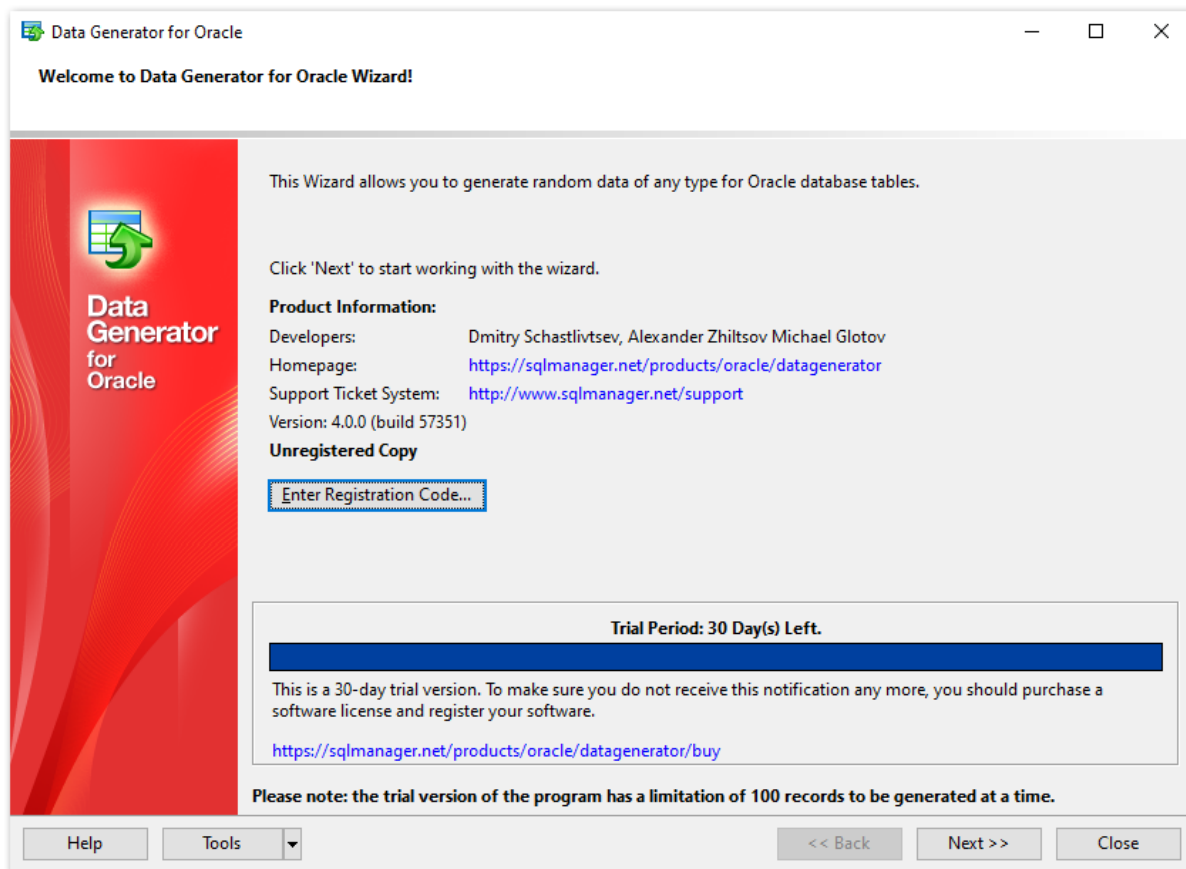 Data Generator for Oracle
Welcome to Data Generator for Oracle Wizard!
Data
Generator
for
Oracle
This Wizard allows you to generate random data of any type for Oracle database tables.
Click 'Next' to start working with the wizard.
Product Information:
Developers: Dmitry Schastlivtsev, Alexander Zhiltsov Michael Glotov
Homepage: https://sqlmanager.net/products/oracle/datagenerator
Support Ticket System: http://www.sqlmanager.net/support
Version: 4.0.0 (build 57351)
Unregistered Copy
Enter Registration Code...
Trial Period: 30 Day(s) Left.
This is a 30-day trial version. To make sure you do not receive this notification any more, you should purchase a
software license and register your software.
https://sqlmanager.net/products/oracle/datagenerator/buy
Please note: the trial version of the program has a limitation of 100 records to be generated at a time.
Help Tools << Back Next >> Close